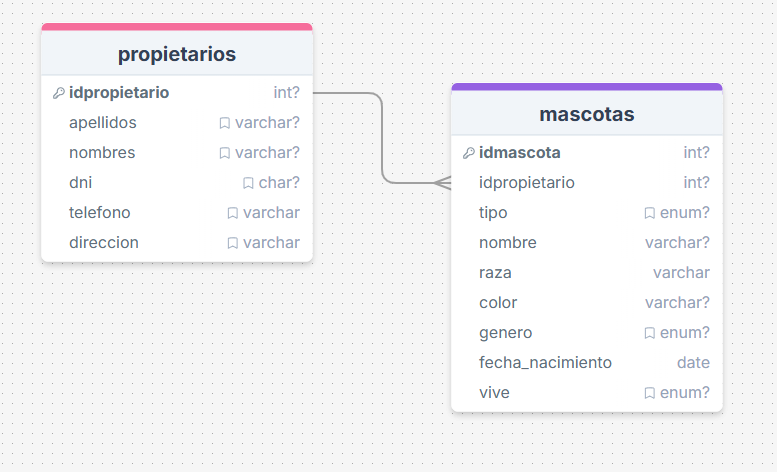 propietarios
idpropietario int?
apellidos varchar?
nombres varchar?
dni char?
telefono varchar
direccion varchar
mascotas
idmascota int?
idpropietario int?
tipo enum?
nombre varchar?
raza varchar
color varchar?
genero enum?
fecha_nacimiento date
vive enum?